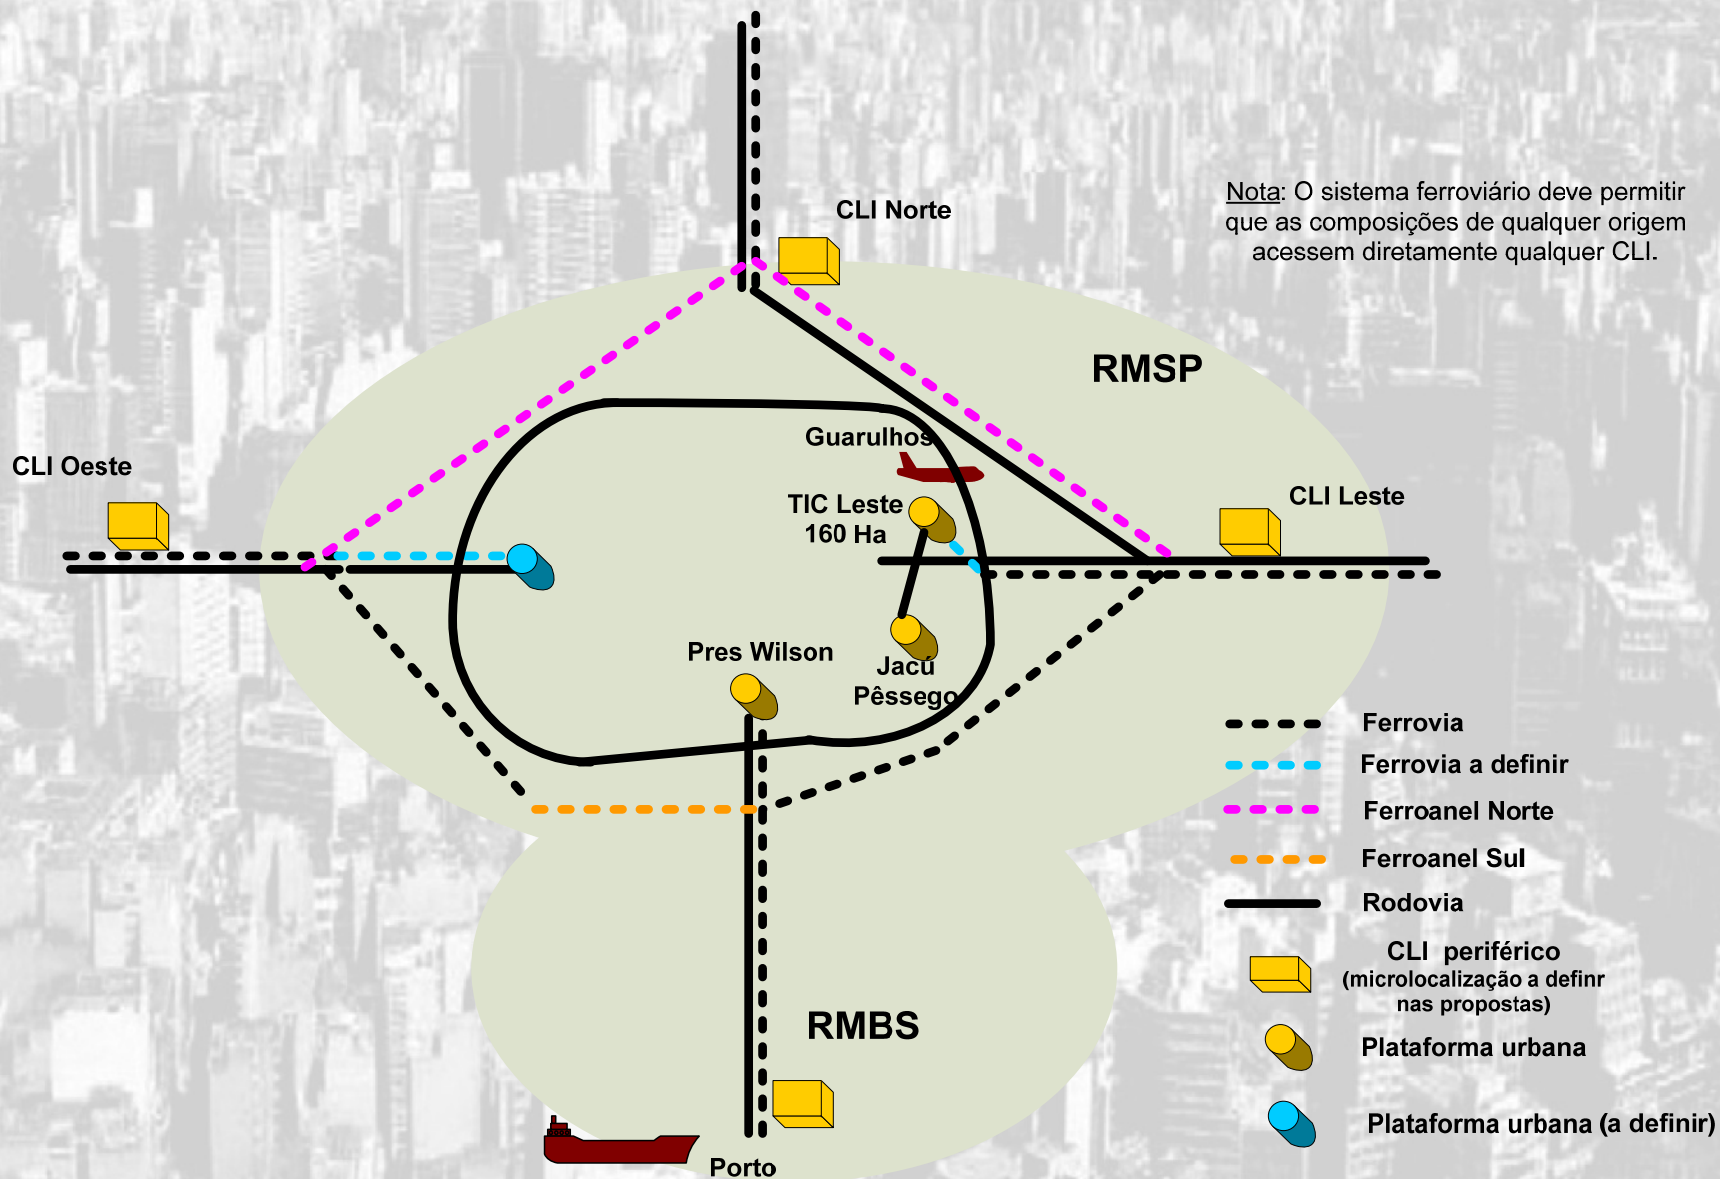 CLI Norte
Nota: O sistema ferroviário deve permitir
que as composições de qualquer origem
acessem diretamente qualquer CLI.
RMSP
Guarulhos
CLI Oeste
TIC Leste
160 Ha
CLI Leste
Pres Wilson
Jacú
Pêssego
Ferrovia
Ferrovia a definir
Ferroanel Norte
Ferroanel Sul
Rodovia
CLI periférico
(microlocalização a definr
nas propostas)
RMBS
Plataforma urbana
Plataforma urbana (a definir)
Porto